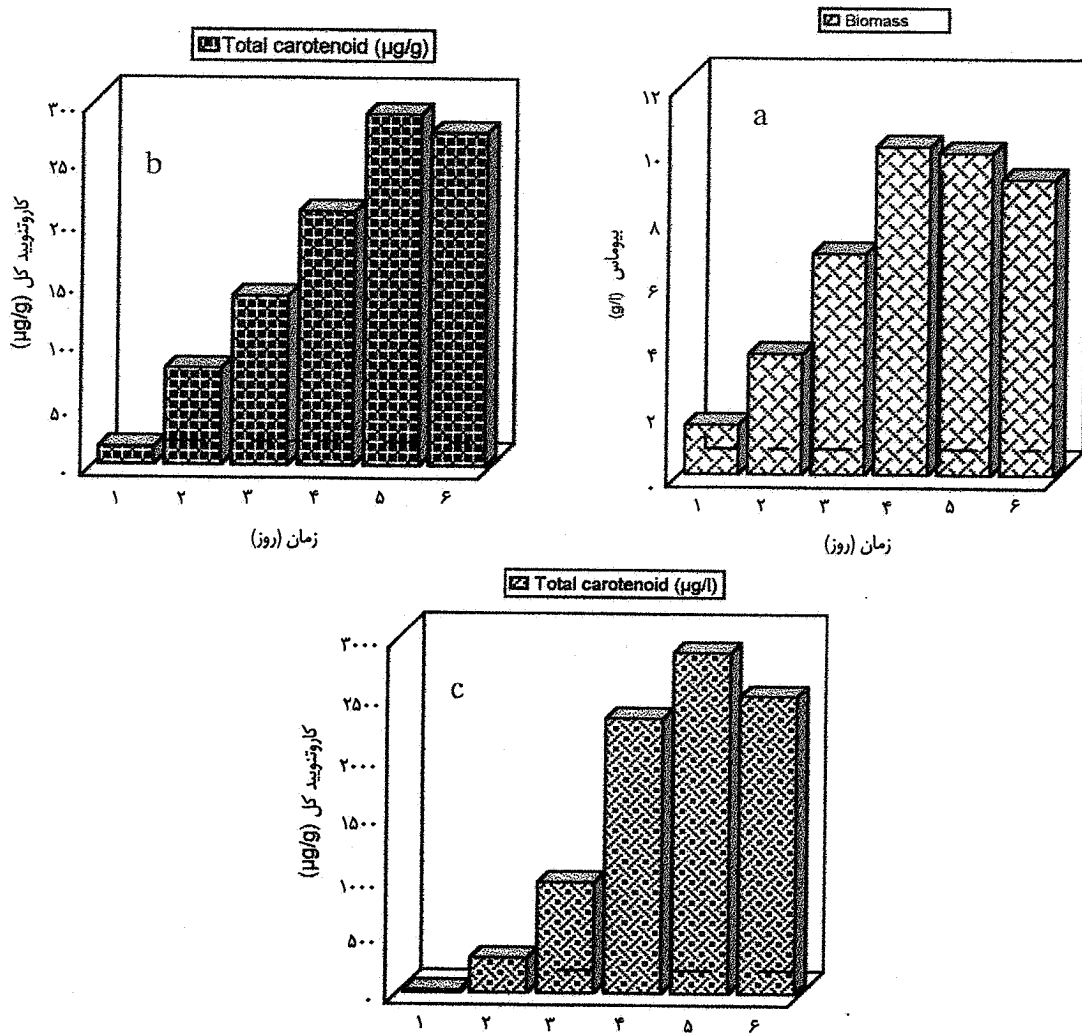 Total carotenoid (µg/g)
b
۳۰۰
۲۵۰
۲۰۰
۱۵۰
۱۰۰
۵۰
۰
کاروتنویید کل (µg/g)
۱ ۲ ۳ ۴ ۵ ۶
زمان (روز)
Biomass
a
۱۲
۱۰
۸
۶
۴
۲
۰
بیوماس (g/l)
۱ ۲ ۳ ۴ ۵ ۶
زمان (روز)
Total carotenoid (µg/l)
c
۳۰۰۰
۲۵۰۰
۲۰۰۰
۱۵۰۰
۱۰۰۰
۵۰۰
۰
کاروتنویید کل (µg/g)
۱ ۲ ۳ ۴ ۵ ۶